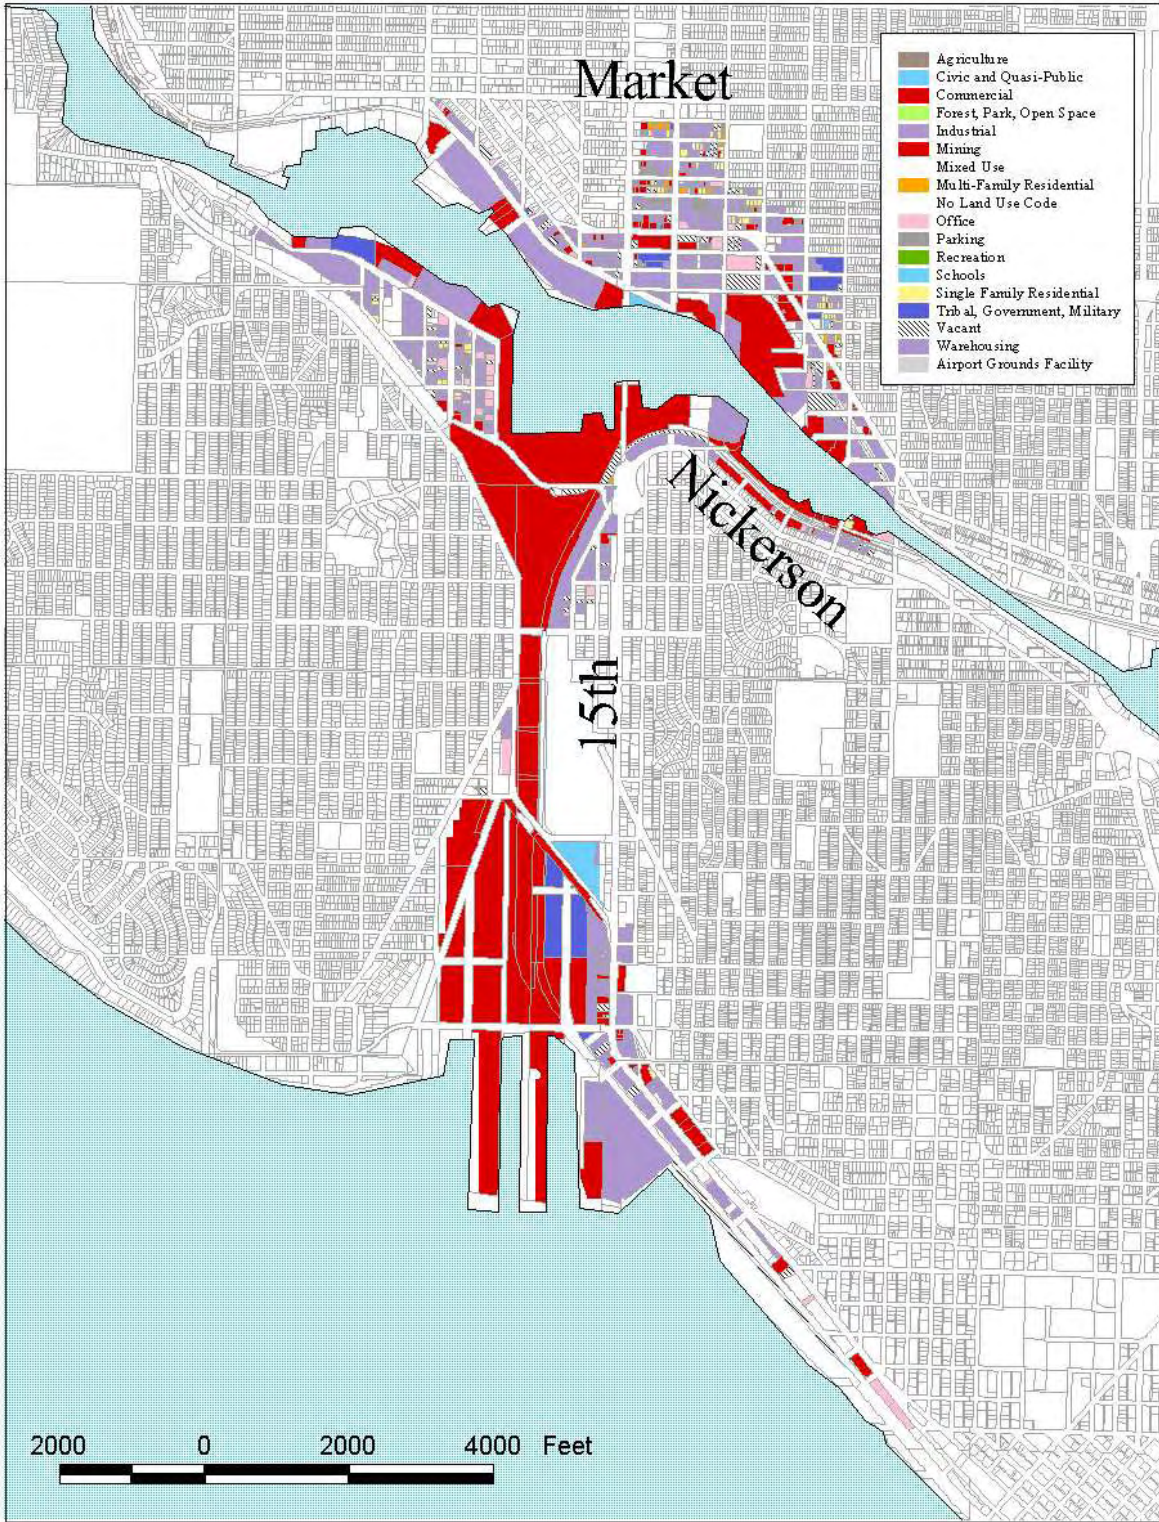 Market
Agriculture
Civic and Quasi-Public
Commercial
Forest, Park, Open Space
Industrial
Mining
Mixed Use
Multi-Family Residential
No Land Use Code
Office
Parking
Recreation
Schools
Single Family Residential
Tribal, Government, Military
Vacant
Warehousing
Airport Grounds Facility
Nickerson
15th
2000 0 2000 4000 Feet